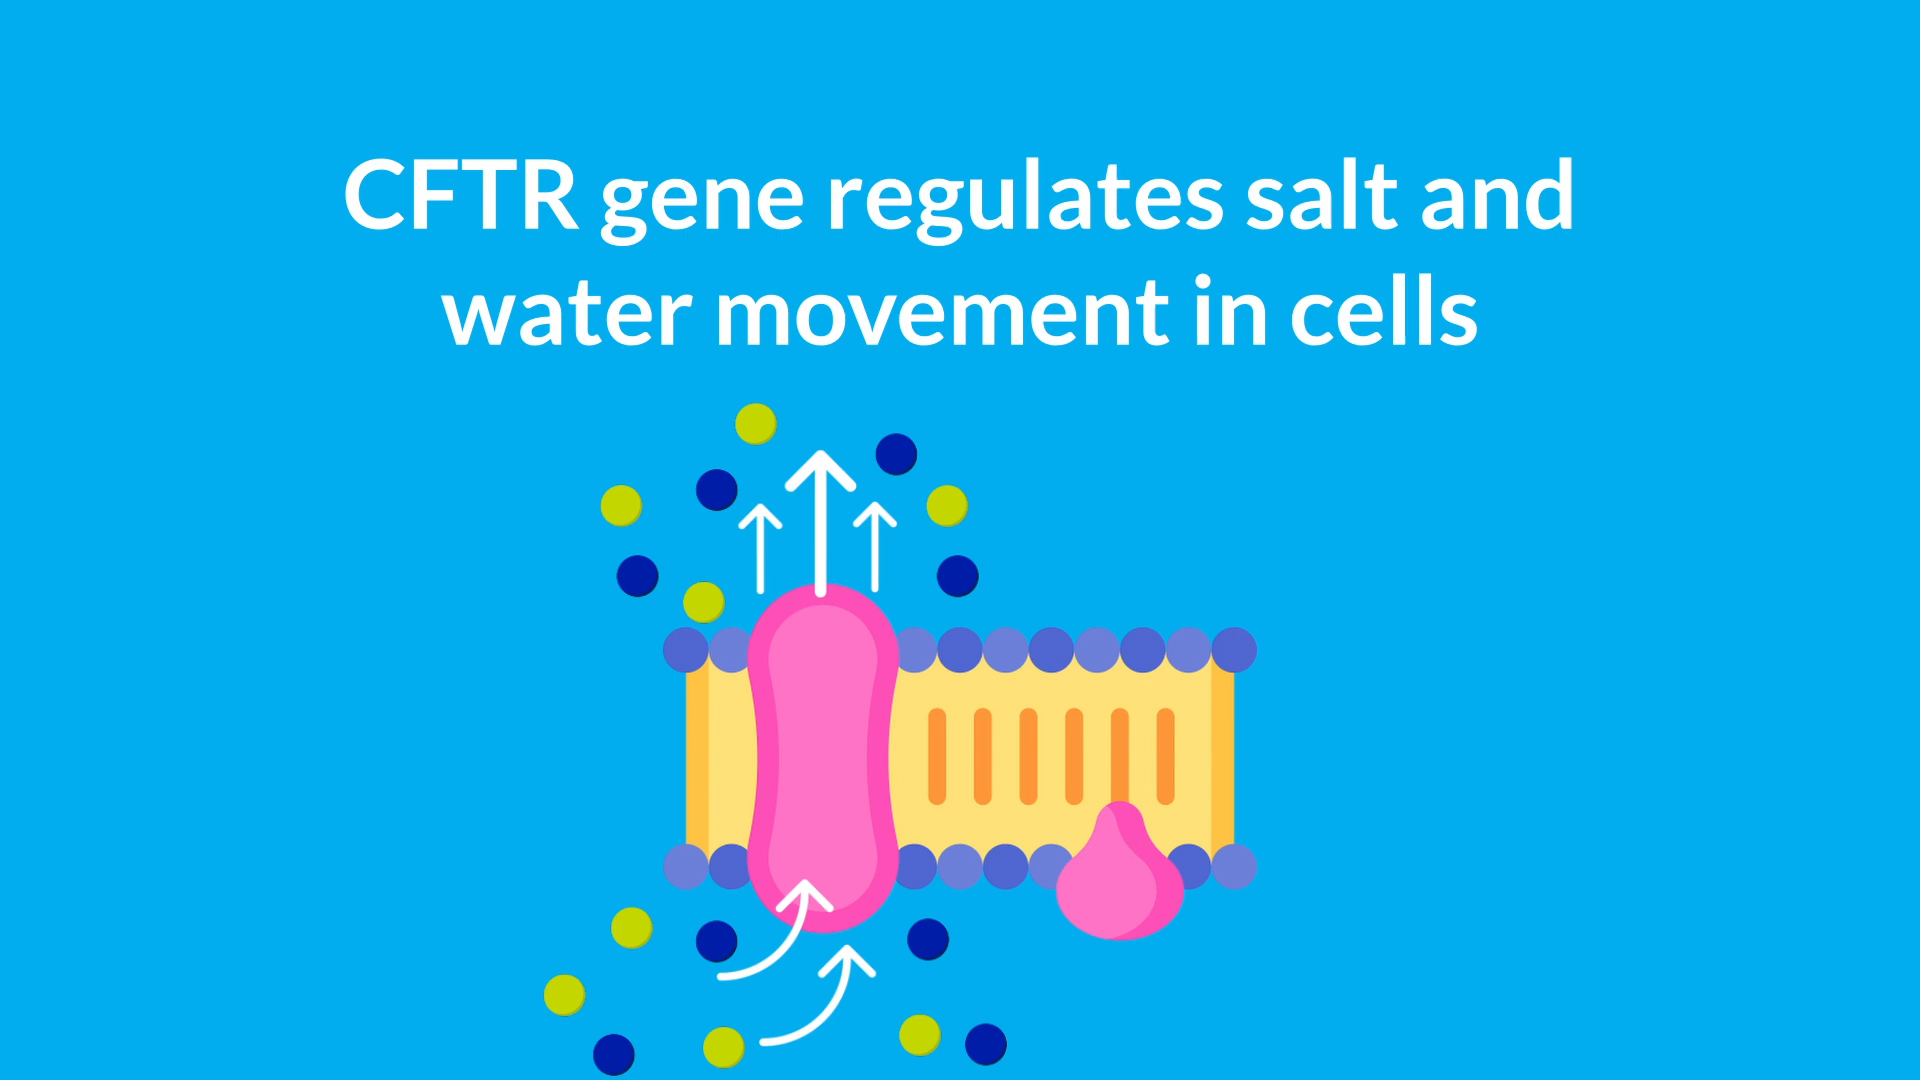 CFTR gene regulates salt and
water movement in cells